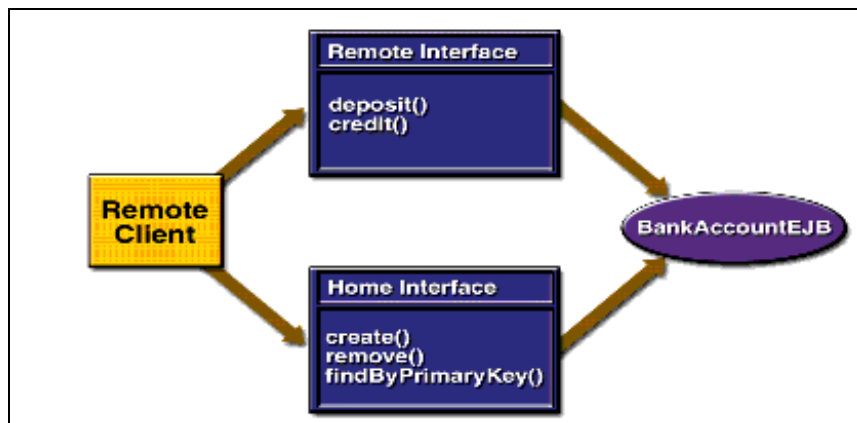 Remote Interface
deposit()
credit()
Remote
Client
BankAccountEJB
Home Interface
create()
remove()
findByPrimaryKey()